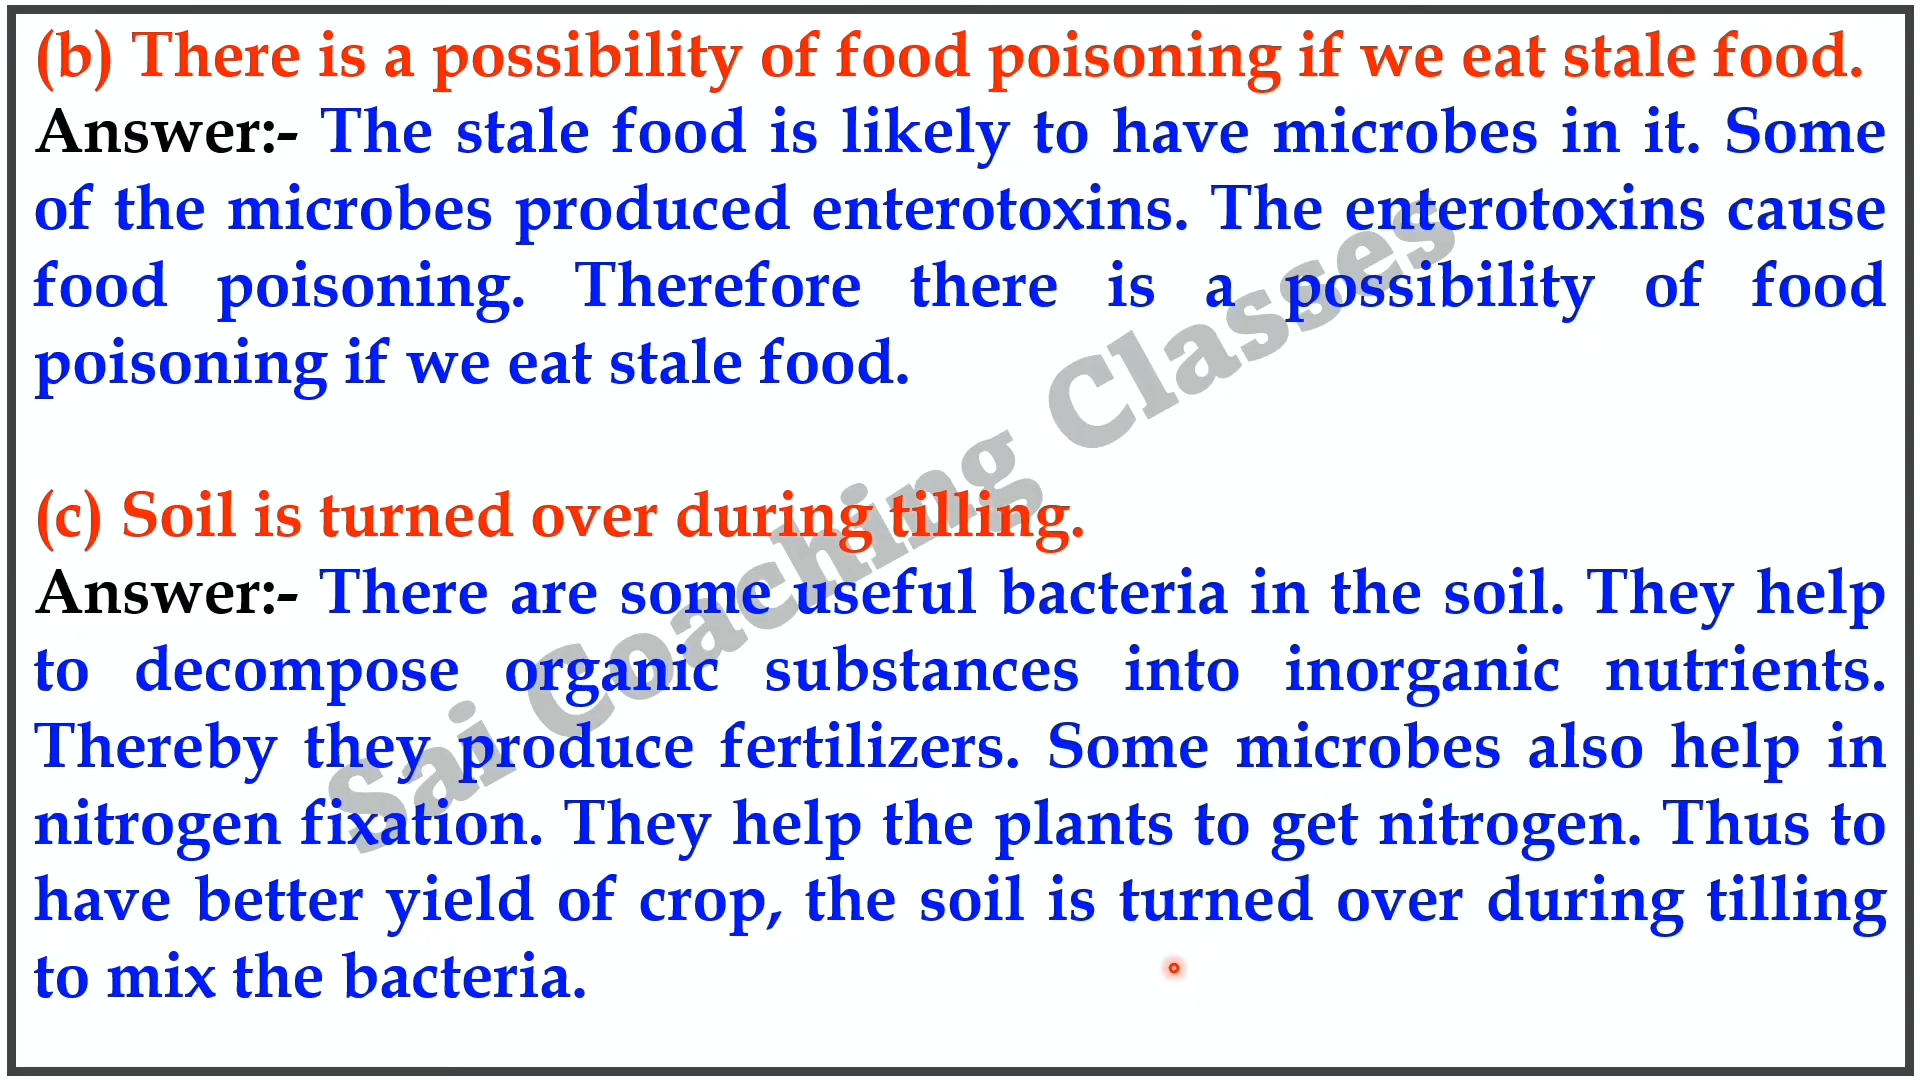 (b) There is a possibility of food poisoning if we eat stale food.
Answer:- The stale food is likely to have microbes in it. Some
of the microbes produced enterotoxins. The enterotoxins cause
food poisoning. Therefore there is a possibility of food
poisoning if we eat stale food.
(c) Soil is turned over during tilling.
Answer:- There are some useful bacteria in the soil. They help
to decompose organic substances into inorganic nutrients.
Thereby they produce fertilizers. Some microbes also help in
nitrogen fixation. They help the plants to get nitrogen. Thus to
have better yield of crop, the soil is turned over during tilling
to mix the bacteria.
Sai Coaching Classes